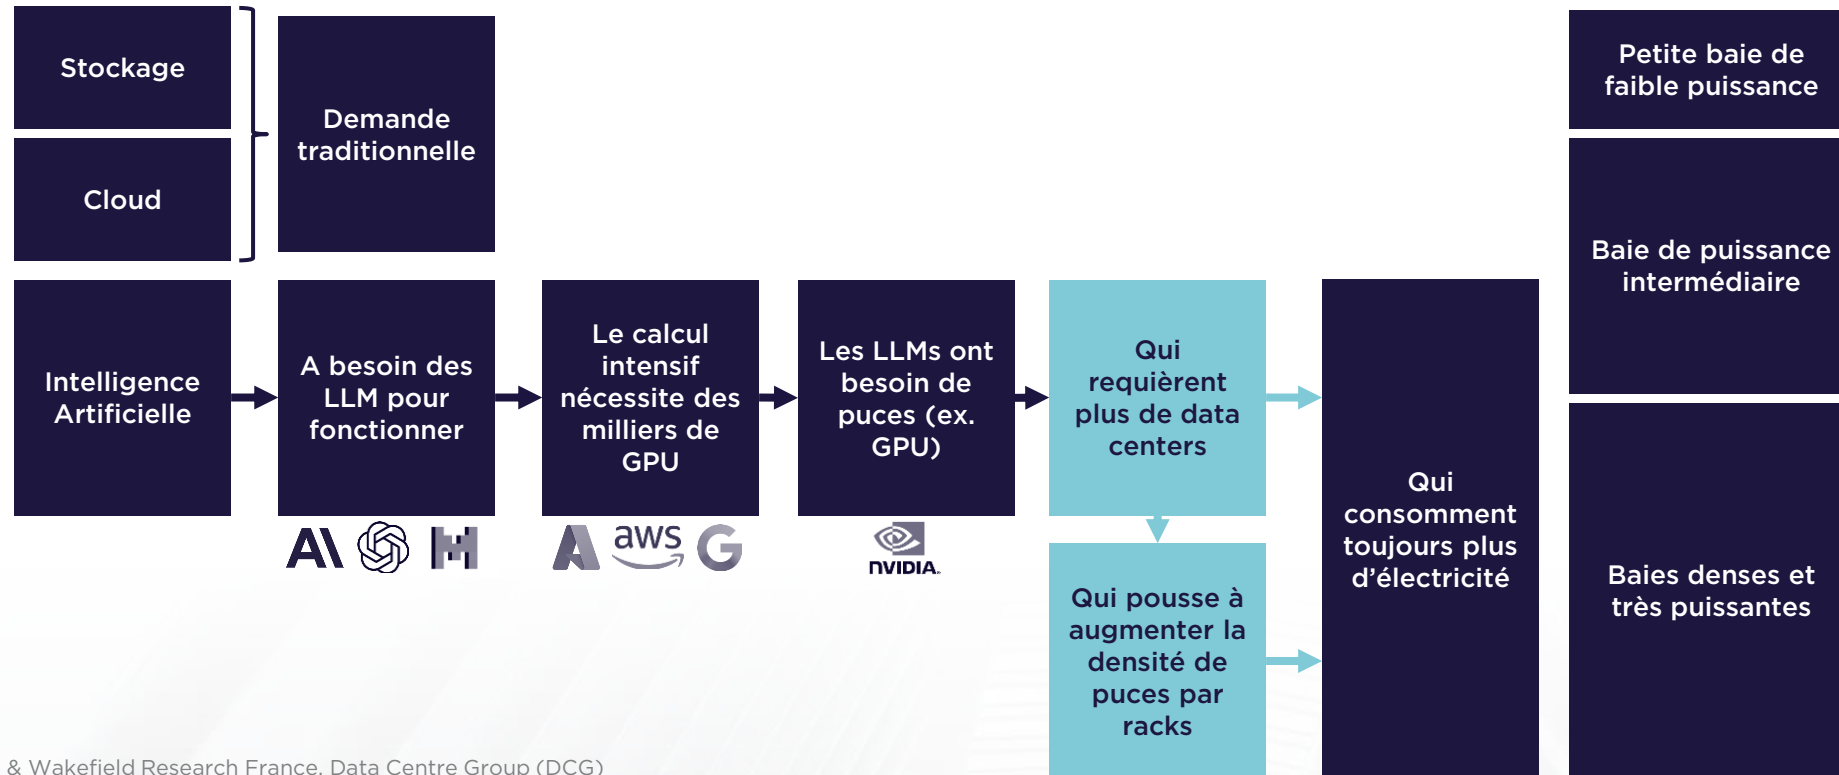 Stockage
Cloud
Demande
traditionnelle
Intelligence
Artificielle
A besoin des
LLM pour
fonctionner
Le calcul
intensif
nécessite des
milliers de
GPU
Les LLMs ont
besoin de
puces (ex.
GPU)
Qui
requièrent
plus de data
centers
Qui pousse à
augmenter la
densité de
puces par
racks
Qui
consomment
toujours plus
d’électricité
Petite baie de
faible puissance
Baie de puissance
intermédiaire
Baies denses et
très puissantes
aws
NVIDIA.
& Wakefield Research France, Data Centre Group (DCG)